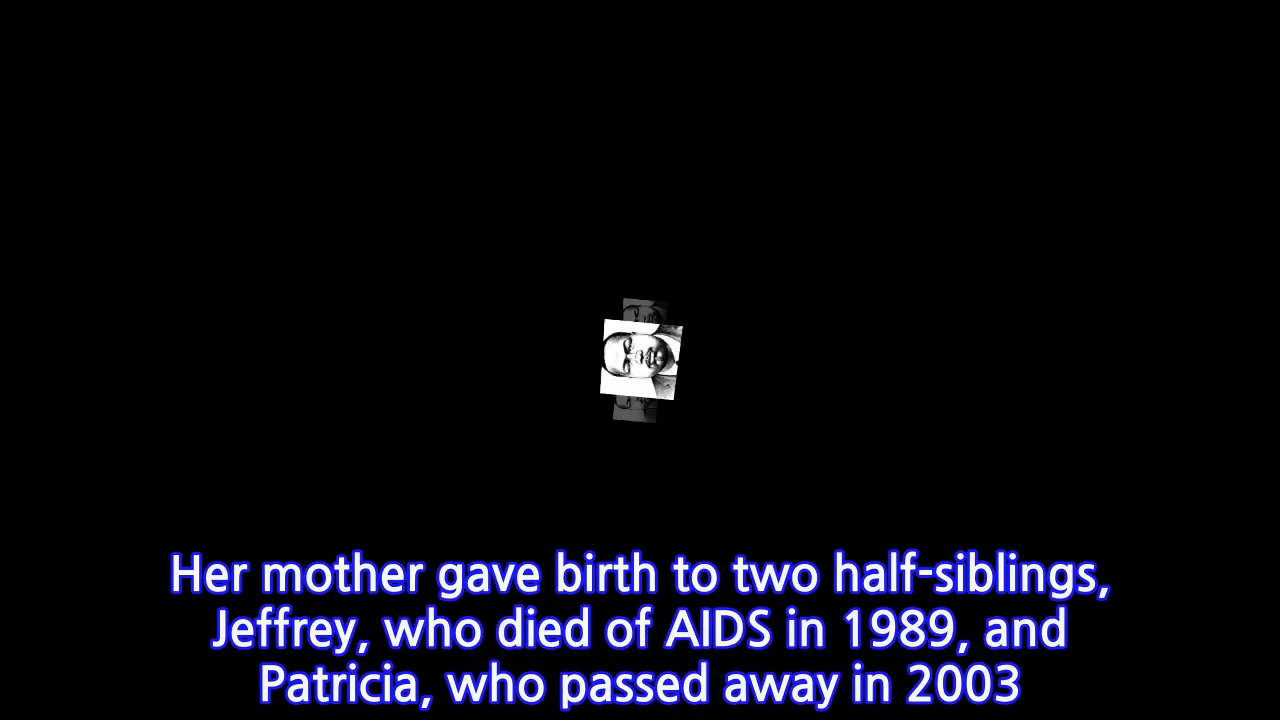 Her mother gave birth to two half-siblings,
Jeffrey, who died of AIDS in 1989, and
Patricia, who passed away in 2003